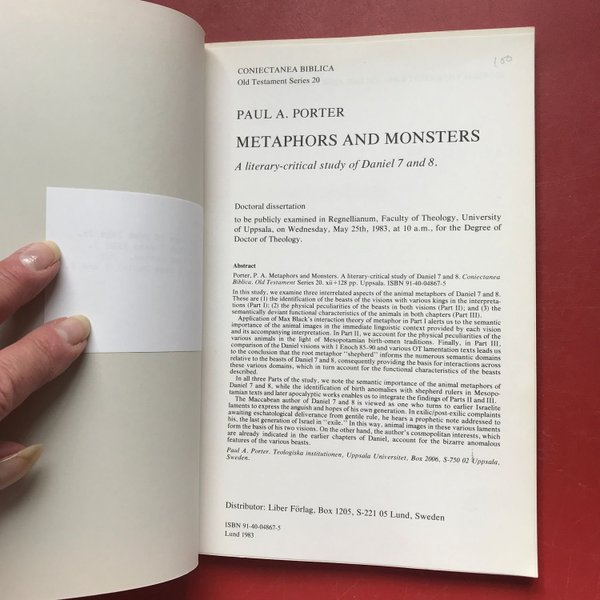 100
CONIECTANEA BIBLICA
Old Testament Series 20
PAUL A. PORTER
METAPHORS AND MONSTERS
A literary-critical study of Daniel 7 and 8.
Doctoral dissertation
to be publicly examined in Regnellianum, Faculty of Theology, University
of Uppsala, on Wednesday, May 25th, 1983, at 10 a.m., for the Degree of
Doctor of Theology.
Abstract
Porter, P. A. Metaphors and Monsters. A literary-critical study of Daniel 7 and 8. Coniectanea
Biblica. Old Testament Series 20. xii+128 pp. Uppsala. ISBN 91-40-04867-5
In this study, we examine three interrelated aspects of the animal metaphors of Daniel 7 and 8.
These are (1) the identification of the beasts of the visions with various kings in the interpreta-
tions (Part I); (2) the physical peculiarities of the beasts in both visions (Part II); and (3) the
semantically deviant functional characteristics of the animals in both chapters (Part III).
Application of Max Black's interaction theory of metaphor in Part I alerts us to the semantic
importance of the animal images in the immediate linguistic context provided by each vision
and its accompanying interpretation. In Part II, we account for the physical peculiarities of the
various animals in the light of Mesopotamian birth-omen traditions. Finally, in Part III,
comparison of the Daniel visions with 1 Enoch 85-90 and various OT lamentation texts leads us
to the conclusion that the root metaphor "shepherd" informs the numerous semantic domains
relative to the beasts of Daniel 7 and 8, consequently providing the basis for interactions across
these various domains, which in turn account for the functional characteristics of the beasts
described.
In all three Parts of the study, we note the semantic importance of the animal metaphors of
Daniel 7 and 8, while the identification of birth anomalies with shepherd rulers in Mesopo-
tamian texts and later apocalyptic works enables us to integrate the findings of Parts II and III.
The Maccabean author of Daniel 7 and 8 is viewed as one who turns to earlier Israelite
laments to express the anguish and hopes of his own generation. In exilic/post-exilic complaints
awaiting eschatological deliverance from gentile rule, he hears a prophetic note addressed to
his, the last generation of Israel in "exile." In this way, animal images in these various laments
form the basis of his two visions. On the other hand, the author's cosmopolitan interests, which
are already indicated in the earlier chapters of Daniel, account for the bizarre anomalous
features of the various beasts.
Paul A. Porter. Teologiska institutionen, Uppsala Universitet. Box 2006, S-750 02 Uppsala,
Sweden.
Distributor: Liber Förlag, Box 1205, S-221 05 Lund, Sweden
ISBN 91-40-04867-5
Lund 1983